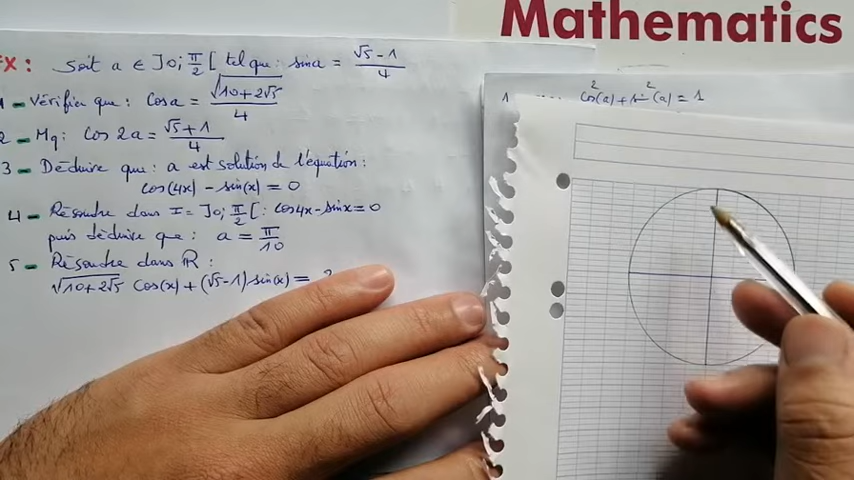 Mathematics
Ex: Soit a ∈ ]0; π/2[ tel que: sina = (√5-1)/4
1- Vérifier que: cosa = √(10+2√5)/4
2- Mq: cos 2a = (√5+1)/4
3- Déduire que: a est solution de l'équation:
cos(4x) - sin(x) = 0
4- Résoudre dans I = ]0; π/2[: cos4x - sinx = 0
puis déduire que: a = π/10
5- Résoudre dans ℝ:
√(10+2√5) cos(x) + (√5-1) sin(x) =
1
cos²(a) + sin²(a) = 1